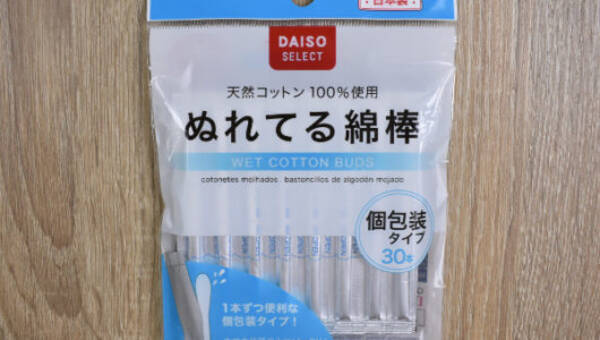 日本製
DAISO
SELECT
天然コットン100%使用
ぬれてる綿棒
WET COTTON BUDS
cotonetes molhados . bastoncillos de algodón mojado
個包装
タイプ
30本
OPEN
1本ずつ便利な
個包装タイプ！